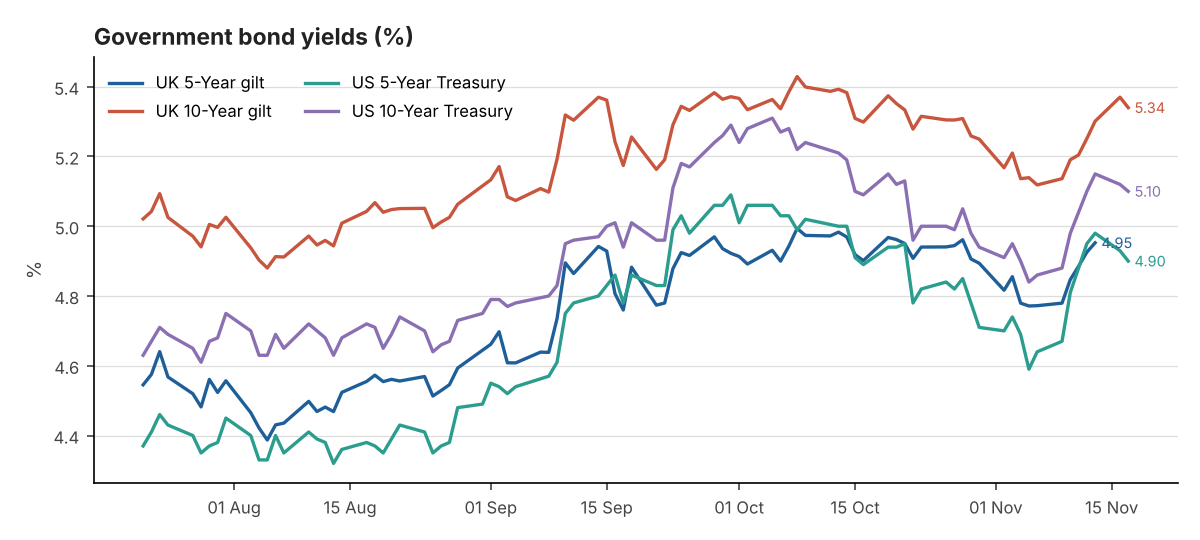 Government bond yields (%)
UK 5-Year gilt
US 5-Year Treasury
UK 10-Year gilt
US 10-Year Treasury
%
5.4
5.2
5.0
4.8
4.6
4.4
5.34
5.10
4.95
4.90
01 Aug
15 Aug
01 Sep
15 Sep
01 Oct
15 Oct
01 Nov
15 Nov